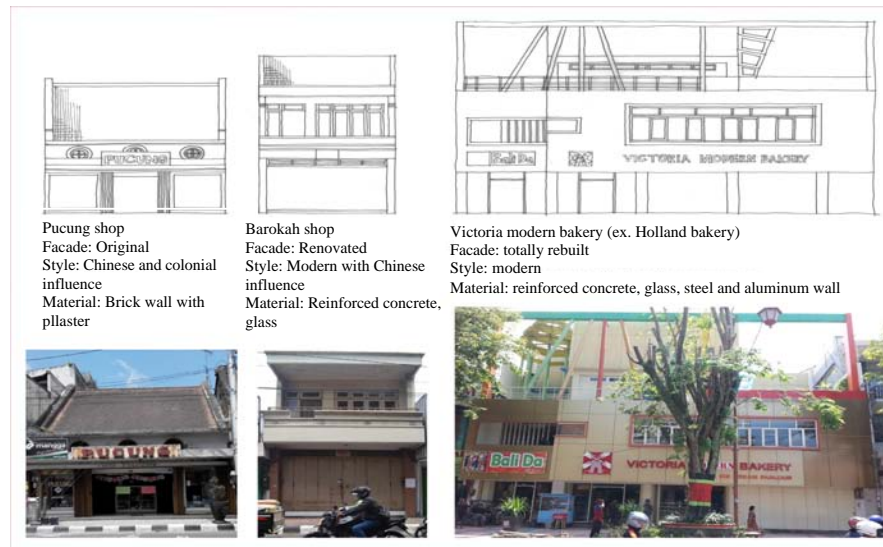 PUCUNG
Bali Da
VICTORIA MODERN BAKERY
Pucung shop
Facade: Original
Style: Chinese and colonial
influence
Material: Brick wall with
pllaster
Barokah shop
Facade: Renovated
Style: Modern with Chinese
influence
Material: Reinforced concrete,
glass
Victoria modern bakery (ex. Holland bakery)
Facade: totally rebuilt
Style: modern
Material: reinforced concrete, glass, steel and aluminum wall
PUCUNG
Bali Da
VICTORIA
BAKERY